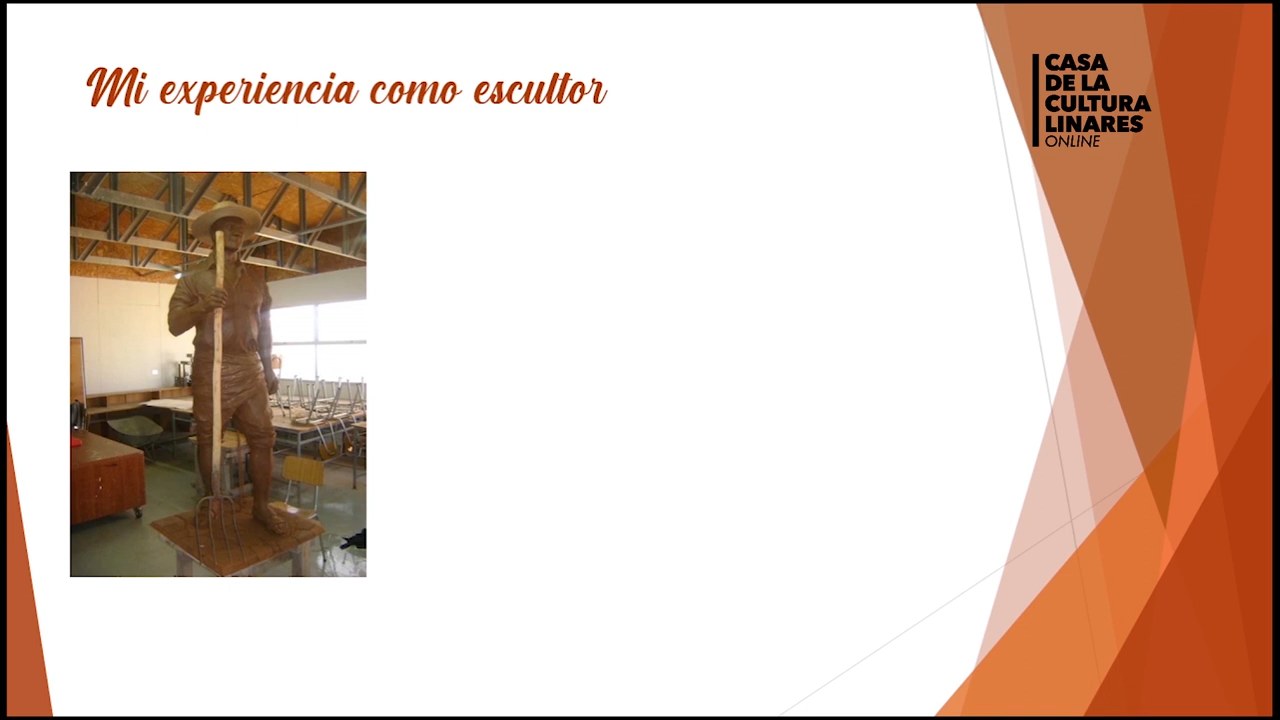 Mi experiencia como escultor
CASA
DE LA
CULTURA
LINARES
ONLINE